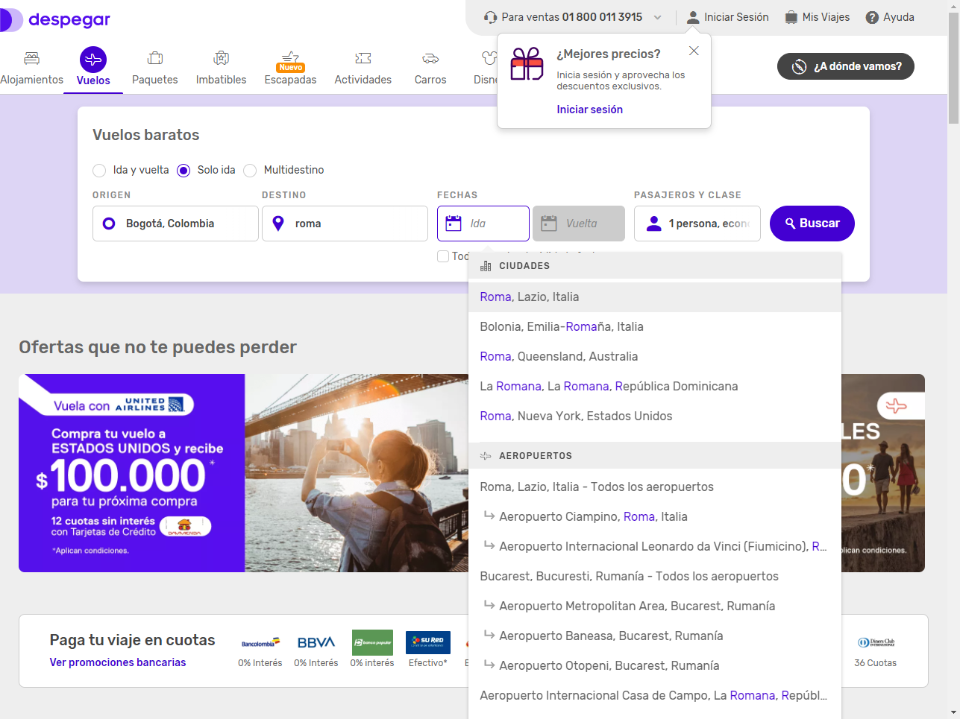 despegar
Para ventas 01 800 011 3915
Iniciar Sesión
Mis Viajes
Ayuda
Alojamientos
Vuelos
Paquetes
Imbatibles
Nuevo
Escapadas
Actividades
Carros
Disne
¿A dónde vamos?
¿Mejores precios?
Inicia sesión y aprovecha los
descuentos exclusivos.
Iniciar sesión
Vuelos baratos
Ida y vuelta
Solo ida
Multidestino
ORIGEN
DESTINO
FECHAS
PASAJEROS Y CLASE
Bogotá, Colombia
roma
Ida
Vuelta
1 persona, econ
Buscar
CIUDADES
Roma, Lazio, Italia
Bolonia, Emilia-Romaña, Italia
Roma, Queensland, Australia
La Romana, La Romana, República Dominicana
Roma, Nueva York, Estados Unidos
AEROPUERTOS
Roma, Lazio, Italia - Todos los aeropuertos
Aeropuerto Ciampino, Roma, Italia
Aeropuerto Internacional Leonardo da Vinci (Fiumicino), R...
Bucarest, Bucuresti, Rumanía - Todos los aeropuertos
Aeropuerto Metropolitan Area, Bucarest, Rumanía
Aeropuerto Baneasa, Bucarest, Rumanía
Aeropuerto Otopeni, Bucarest, Rumanía
Aeropuerto Internacional Casa de Campo, La Romana, Repúbl...
Ofertas que no te puedes perder
Vuela con UNITED AIRLINES
Compra tu vuelo a
ESTADOS UNIDOS y recibe
$100.000*
para tu próxima compra
12 cuotas sin interés
con Tarjetas de Crédito
DAVIVIENDA
*Aplican condiciones.
LES
0*
plican condiciones.
Paga tu viaje en cuotas
Ver promociones bancarias
Bancolombia
0% Interés
BBVA
0% Interés
Banco popular
0% interés
SU RED
Efectivo*
Diners Club
36 Cuotas